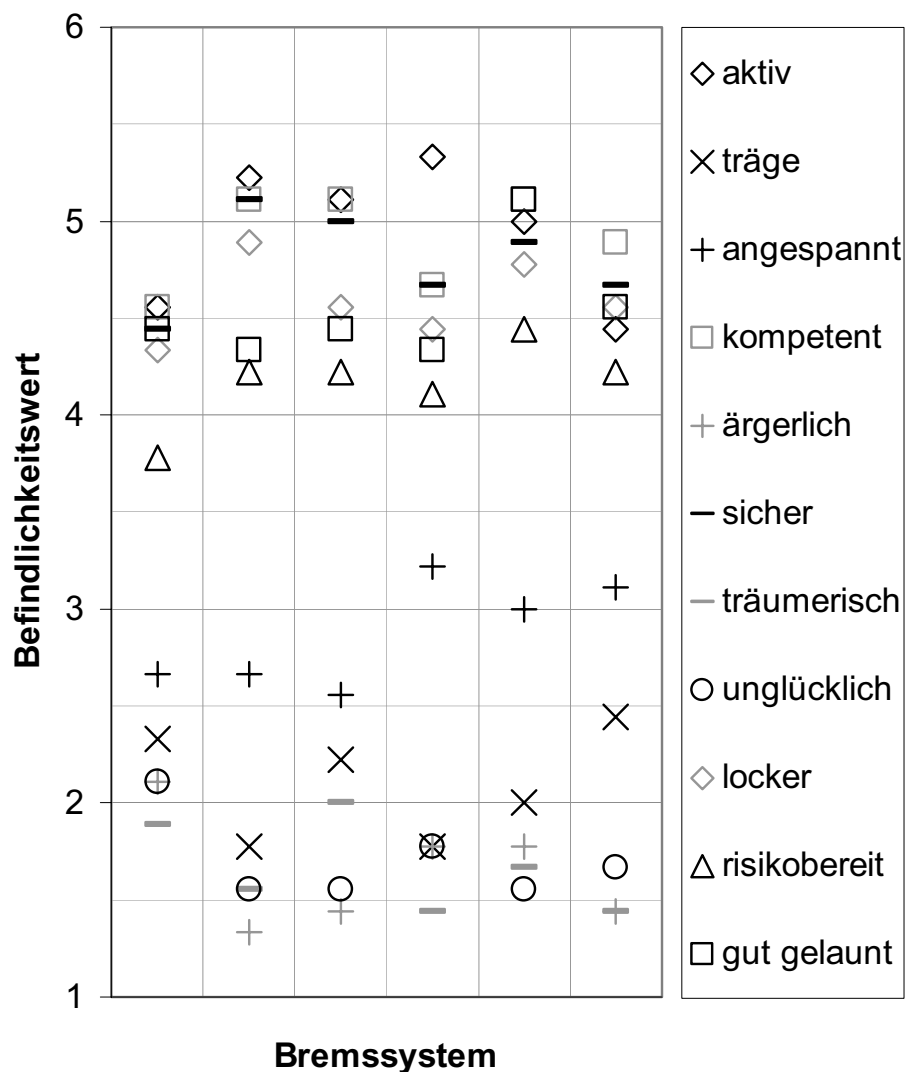 6
5
4
3
2
1
Befindlichkeitswert
Bremssystem
aktiv
träge
angespannt
kompetent
ärgerlich
sicher
träumerisch
unglücklich
locker
risikobereit
gut gelaunt